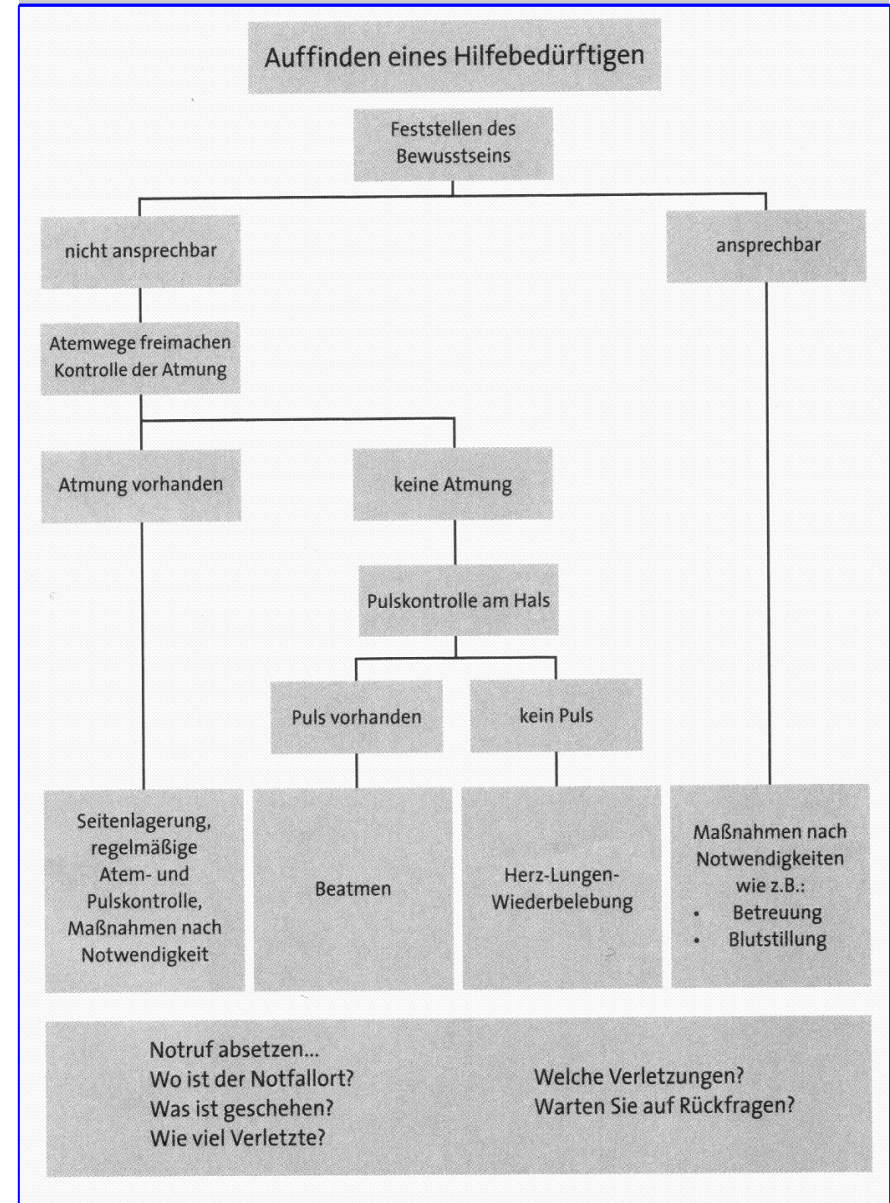 Auffinden eines Hilfebedürftigen
Feststellen des
Bewusstseins
nicht ansprechbar
ansprechbar
Atemwege freimachen
Kontrolle der Atmung
Atmung vorhanden
keine Atmung
Pulskontrolle am Hals
Puls vorhanden
kein Puls
Seitenlagerung,
regelmäßige
Atem- und
Pulskontrolle,
Maßnahmen nach
Notwendigkeit
Beatmen
Herz-Lungen-
Wiederbelebung
Maßnahmen nach
Notwendigkeiten
wie z.B.:
• Betreuung
• Blutstillung
Notruf absetzen...
Wo ist der Notfallort?
Was ist geschehen?
Wie viel Verletzte?
Welche Verletzungen?
Warten Sie auf Rückfragen?